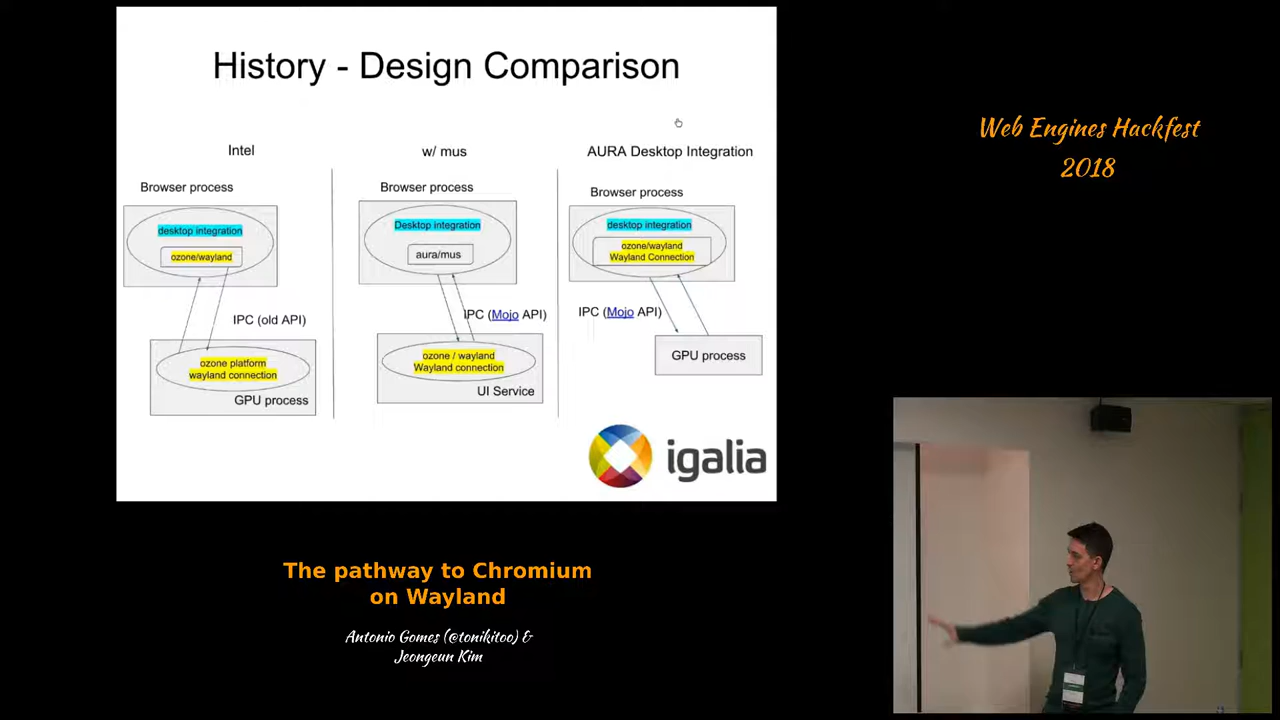 History - Design Comparison
Intel
Browser process
desktop integration
ozone/wayland
IPC (old API)
ozone platform
wayland connection
GPU process
w/ mus
Browser process
Desktop integration
aura/mus
IPC (Mojo API)
ozone / wayland
Wayland connection
UI Service
AURA Desktop Integration
Browser process
desktop integration
ozone/wayland
Wayland Connection
IPC (Mojo API)
GPU process
igalia
Web Engines Hackfest
2018
The pathway to Chromium
on Wayland
Antonio Gomes (@tonikitoo) &
Jeongeun Kim